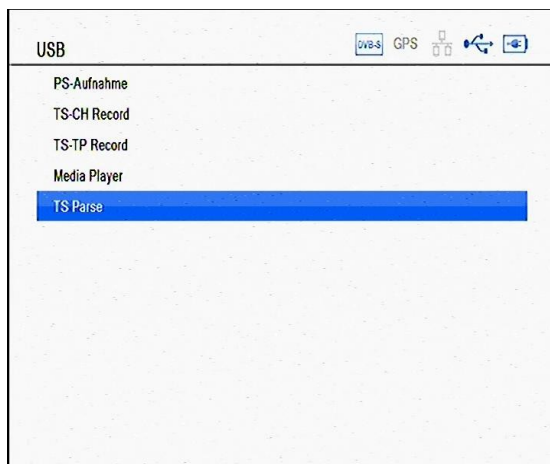 USB
DVB-S GPS
PS-Aufnahme
TS-CH Record
TS-TP Record
Media Player
TS Parse